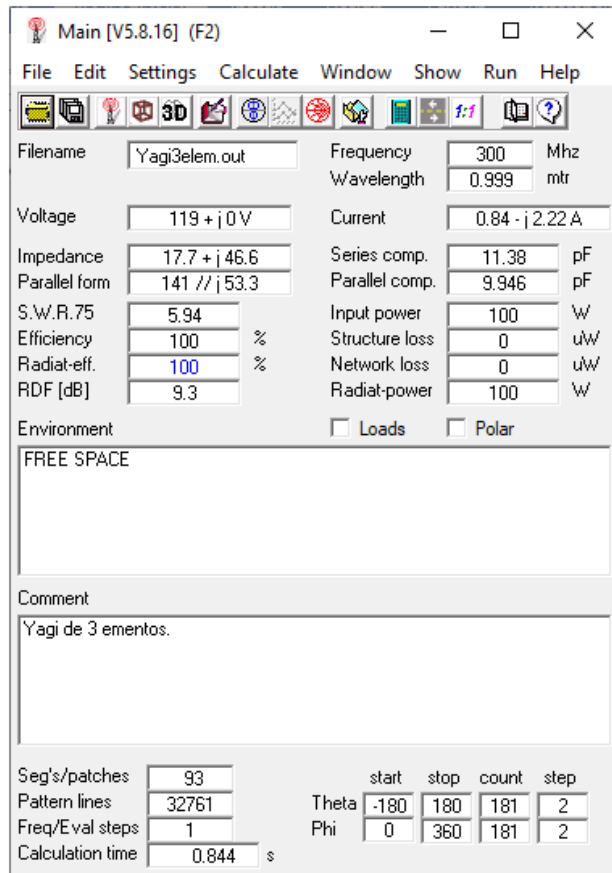 Main [V5.8.16] (F2)
File Edit Settings Calculate Window Show Run Help
3D 1:1
Filename Yagi3elem.out Frequency 300 Mhz
Wavelength 0.999 mtr
Voltage 119 + j 0 V Current 0.84 - j 2.22 A
Impedance 17.7 + j 46.6 Series comp. 11.38 pF
Parallel form 141 // j 53.3 Parallel comp. 9.946 pF
S.W.R.75 5.94 Input power 100 W
Efficiency 100 % Structure loss 0 uW
Radiat-eff. 100 % Network loss 0 uW
RDF [dB] 9.3 Radiat-power 100 W
Environment Loads Polar
FREE SPACE
Comment
Yagi de 3 ementos.
Seg's/patches 93 start stop count step
Pattern lines 32761 Theta -180 180 181 2
Freq/Eval steps 1 Phi 0 360 181 2
Calculation time 0.844 s